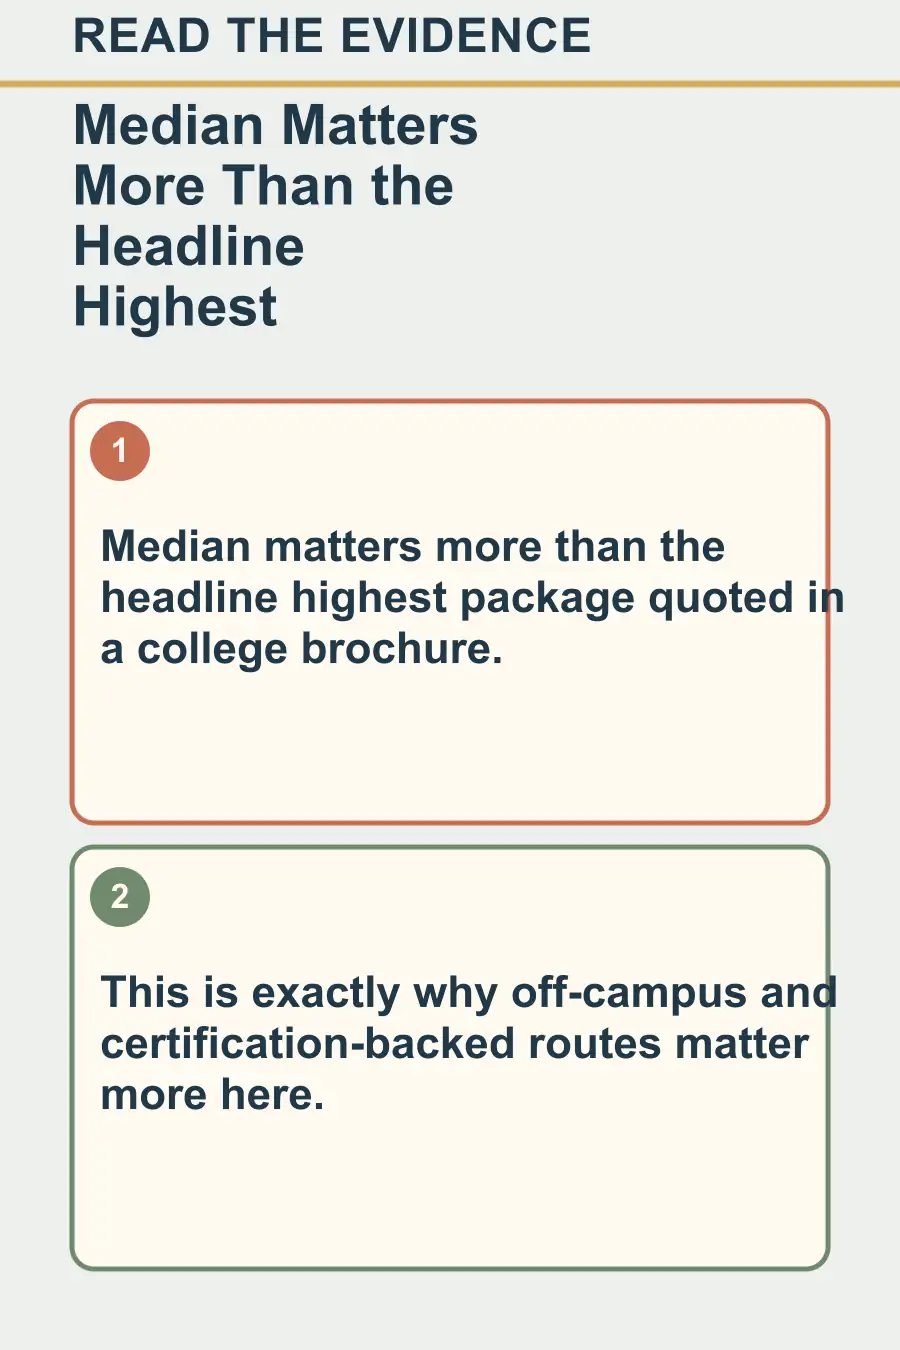 READ THE EVIDENCE
Median Matters
More Than the
Headline
Highest
1
Median matters more than the
headline highest package quoted in
a college brochure.
2
This is exactly why off-campus and
certification-backed routes matter
more here.